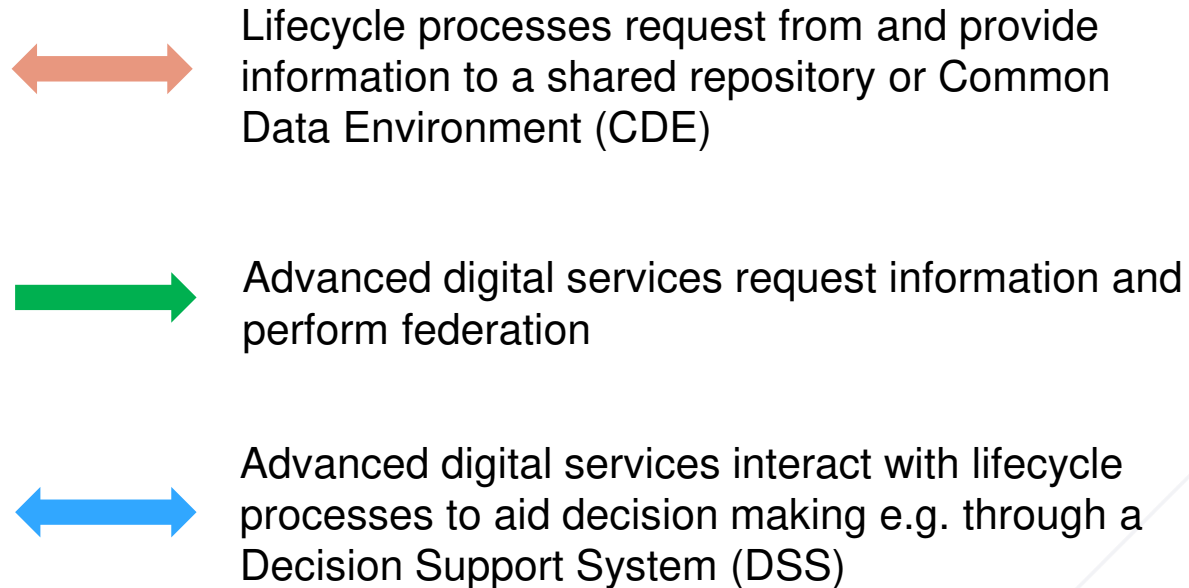 Lifecycle processes request from and provide
information to a shared repository or Common
Data Environment (CDE)
Advanced digital services request information and
perform federation
Advanced digital services interact with lifecycle
processes to aid decision making e.g. through a
Decision Support System (DSS)